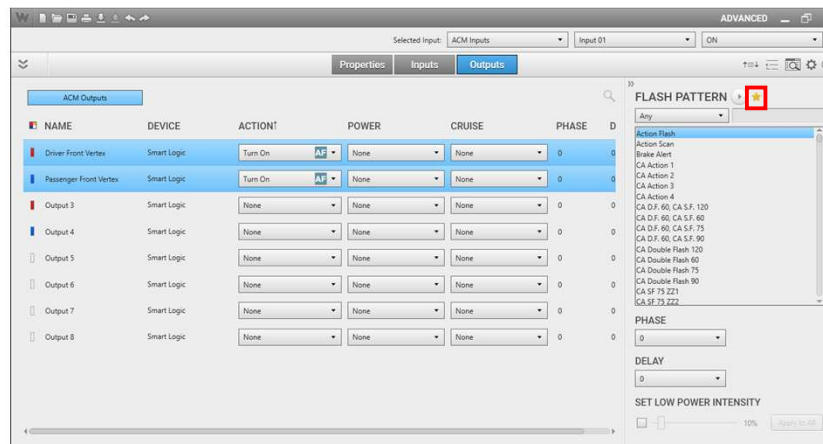 W ADVANCED
Selected Input: ACM Inputs Input 01 ON
Properties Inputs Outputs
ACM Outputs
NAME DEVICE ACTION↑ POWER CRUISE PHASE D
Driver Front Vertex Smart Logic Turn On AF None None 0 0
Passenger Front Vertex Smart Logic Turn On AF None None 0 0
Output 3 Smart Logic None None None 0 0
Output 4 Smart Logic None None None 0 0
Output 5 Smart Logic None None None 0 0
Output 6 Smart Logic None None None 0 0
Output 7 Smart Logic None None None 0 0
Output 8 Smart Logic None None None 0 0
FLASH PATTERN
Any
Action Flash
Action Scan
Brake Alert
CA Action 1
CA Action 2
CA Action 3
CA Action 4
CA D.F. 60, CA S.F. 120
CA D.F. 60, CA S.F. 60
CA D.F. 60, CA S.F. 75
CA D.F. 60, CA S.F. 90
CA Double Flash 120
CA Double Flash 60
CA Double Flash 75
CA Double Flash 90
CA SF 75 ZZ1
CA SF 75 ZZ2
PHASE
0
DELAY
0
SET LOW POWER INTENSITY
10% Apply to All